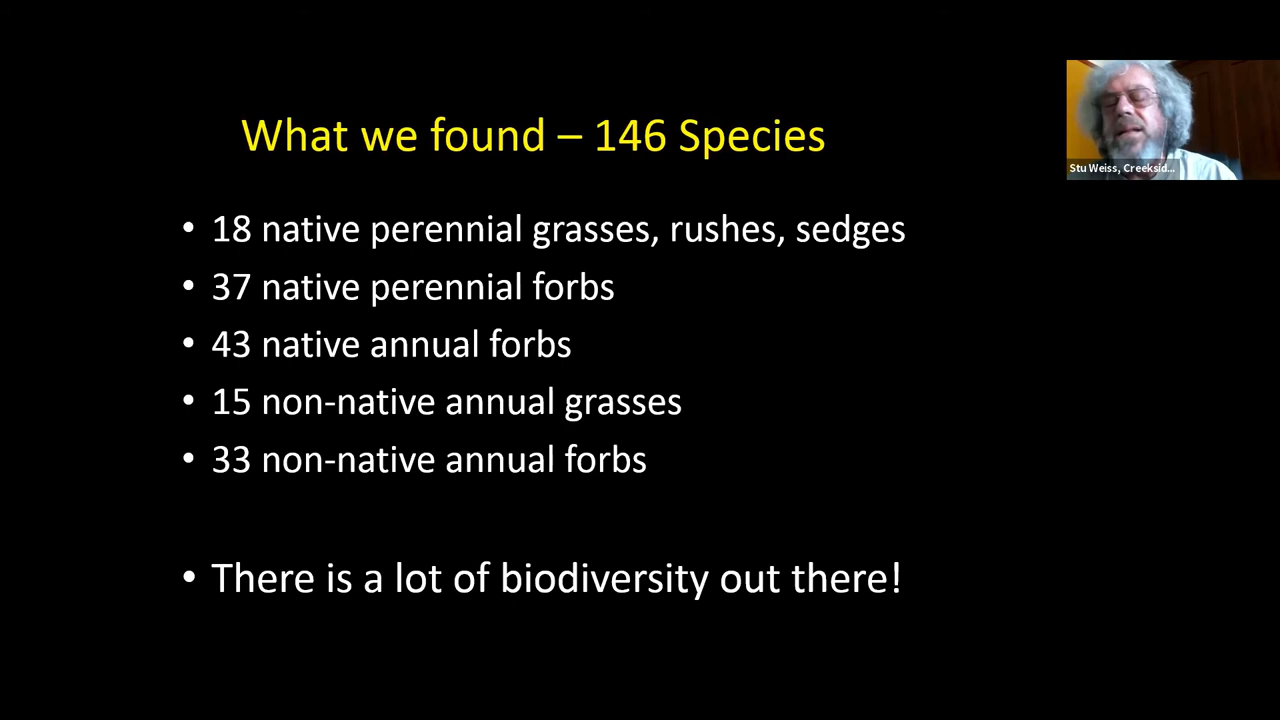 What we found – 146 Species
• 18 native perennial grasses, rushes, sedges
• 37 native perennial forbs
• 43 native annual forbs
• 15 non-native annual grasses
• 33 non-native annual forbs
• There is a lot of biodiversity out there!
Stu Weiss, Creeksid...